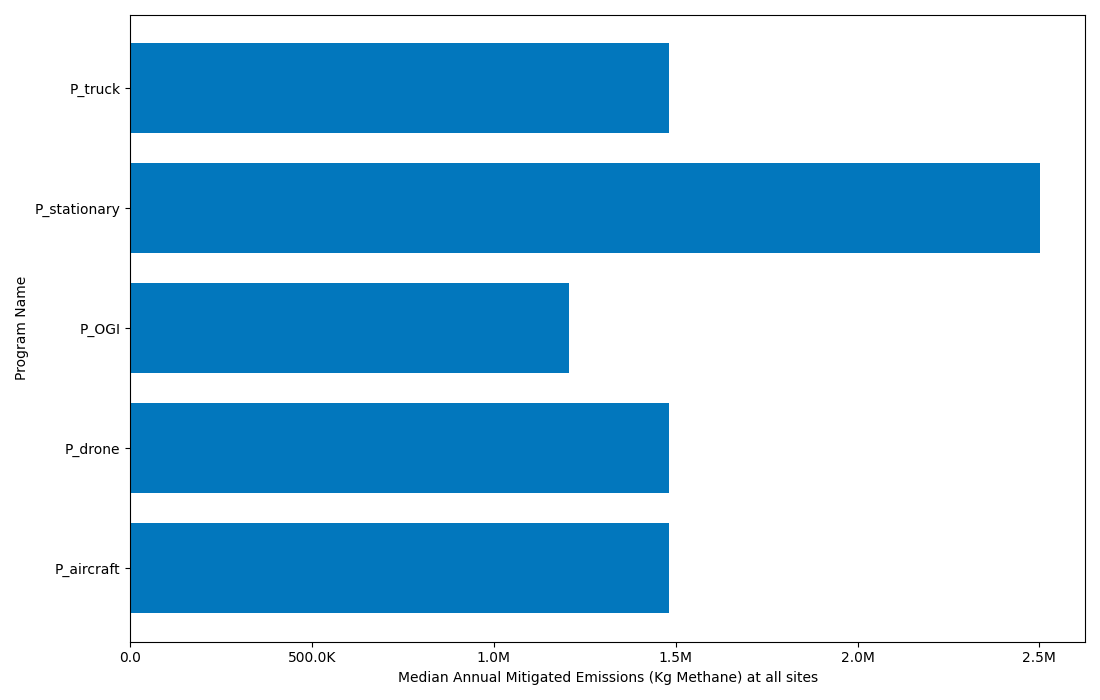 P_truck
P_stationary
P_OGI
P_drone
P_aircraft
Program Name
0.0 500.0K 1.0M 1.5M 2.0M 2.5M
Median Annual Mitigated Emissions (Kg Methane) at all sites